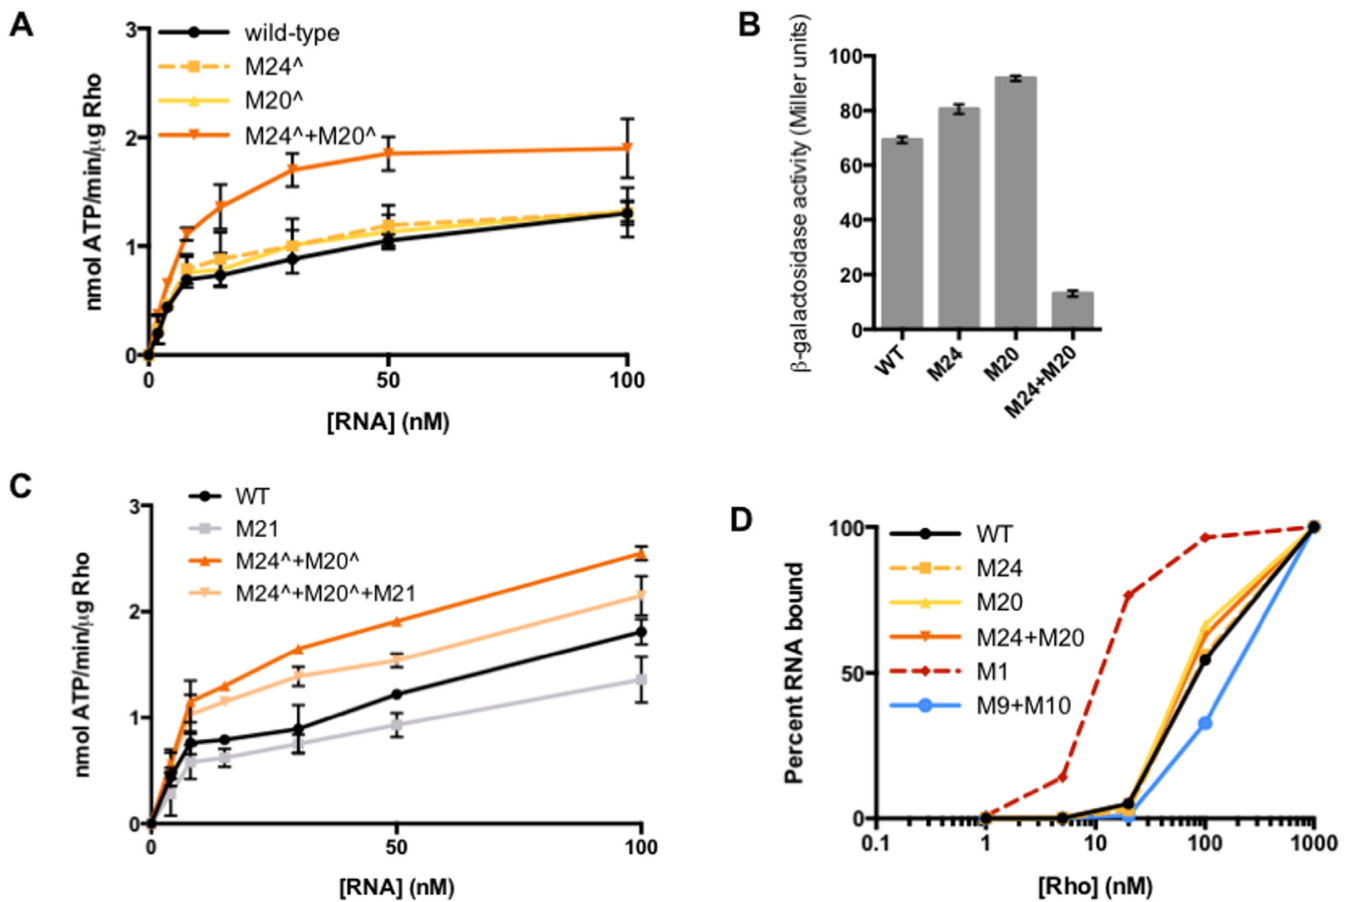 A
wild-type
M24^
M20^
M24^+M20^
3
2
1
0
0
50
100
nmol ATP/min/µg Rho
[RNA] (nM)
B
β-galactosidase activity (Miller units)
100
80
60
40
20
0
WT
M24
M20
M24+M20
C
WT
M21
M24^+M20^
M24^+M20^+M21
3
2
1
0
0
50
100
nmol ATP/min/µg Rho
[RNA] (nM)
D
WT
M24
M20
M24+M20
M1
M9+M10
100
50
0
0.1
1
10
100
1000
Percent RNA bound
[Rho] (nM)